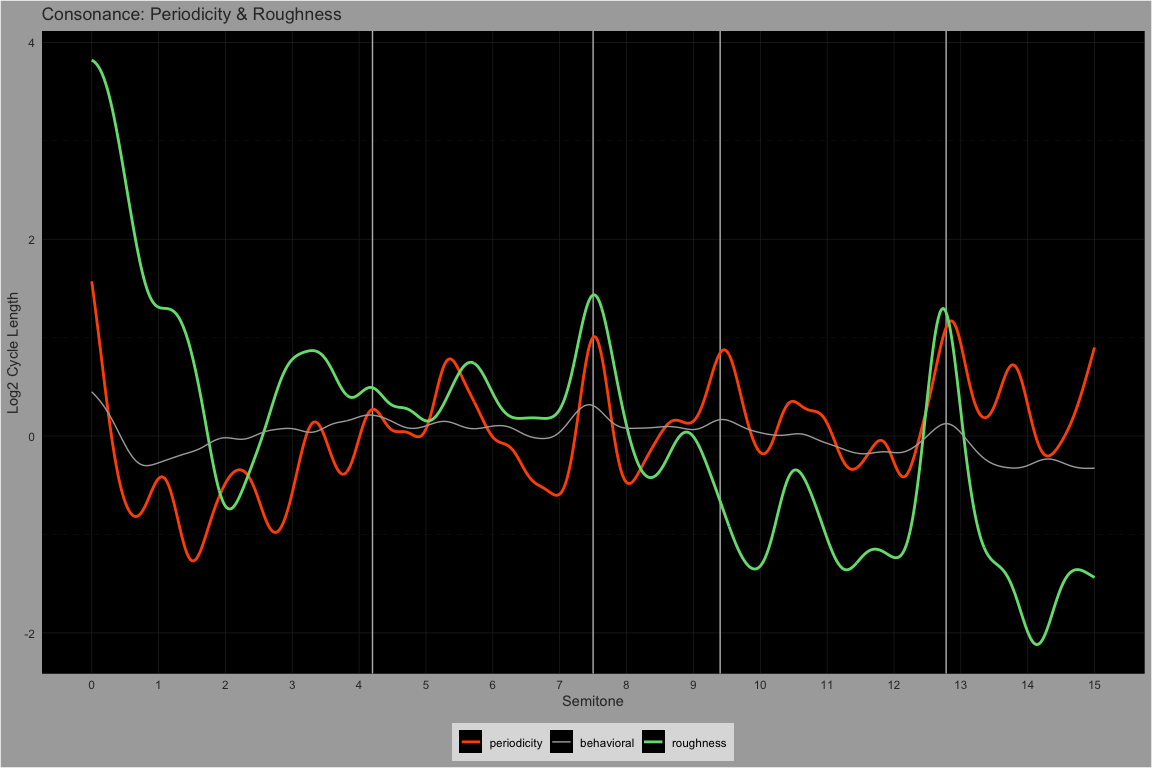 Consonance: Periodicity & Roughness
Log2 Cycle Length
4
2
0
-2
0 1 2 3 4 5 6 7 8 9 10 11 12 13 14 15
Semitone
periodicity behavioral roughness